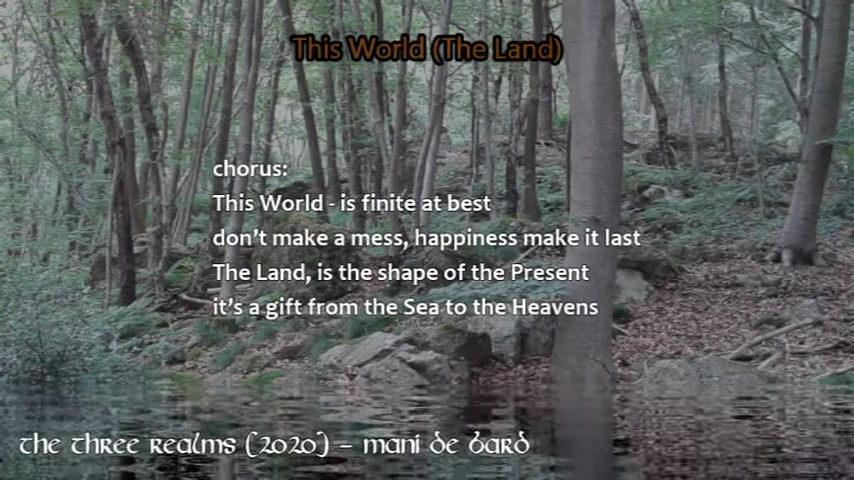 This World (The Land)
chorus:
This World - is finite at best
don't make a mess, happiness make it last
The Land, is the shape of the Present
it's a gift from the Sea to the Heavens
the three realms (2020) - mani de bard